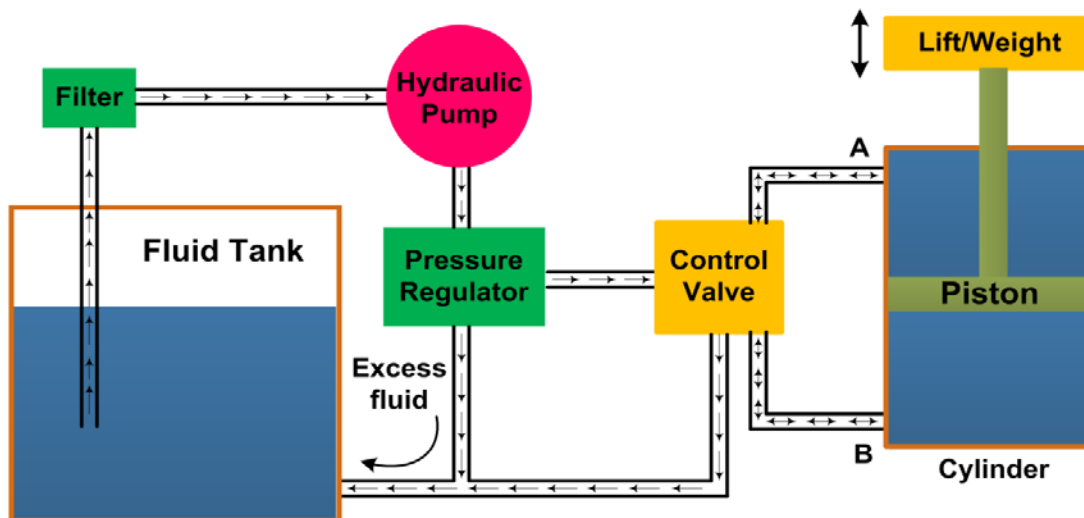 Filter
Hydraulic
Pump
Lift/Weight
A
Fluid Tank
Pressure
Regulator
Control
Valve
Piston
Excess
fluid
B
Cylinder